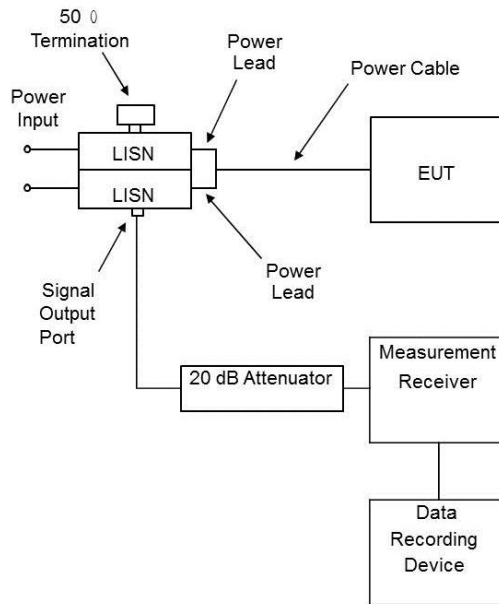 50 Ω
Termination
Power
Lead
Power Cable
Power
Input
LISN
LISN
EUT
Signal
Output
Port
Power
Lead
20 dB Attenuator
Measurement
Receiver
Data
Recording
Device